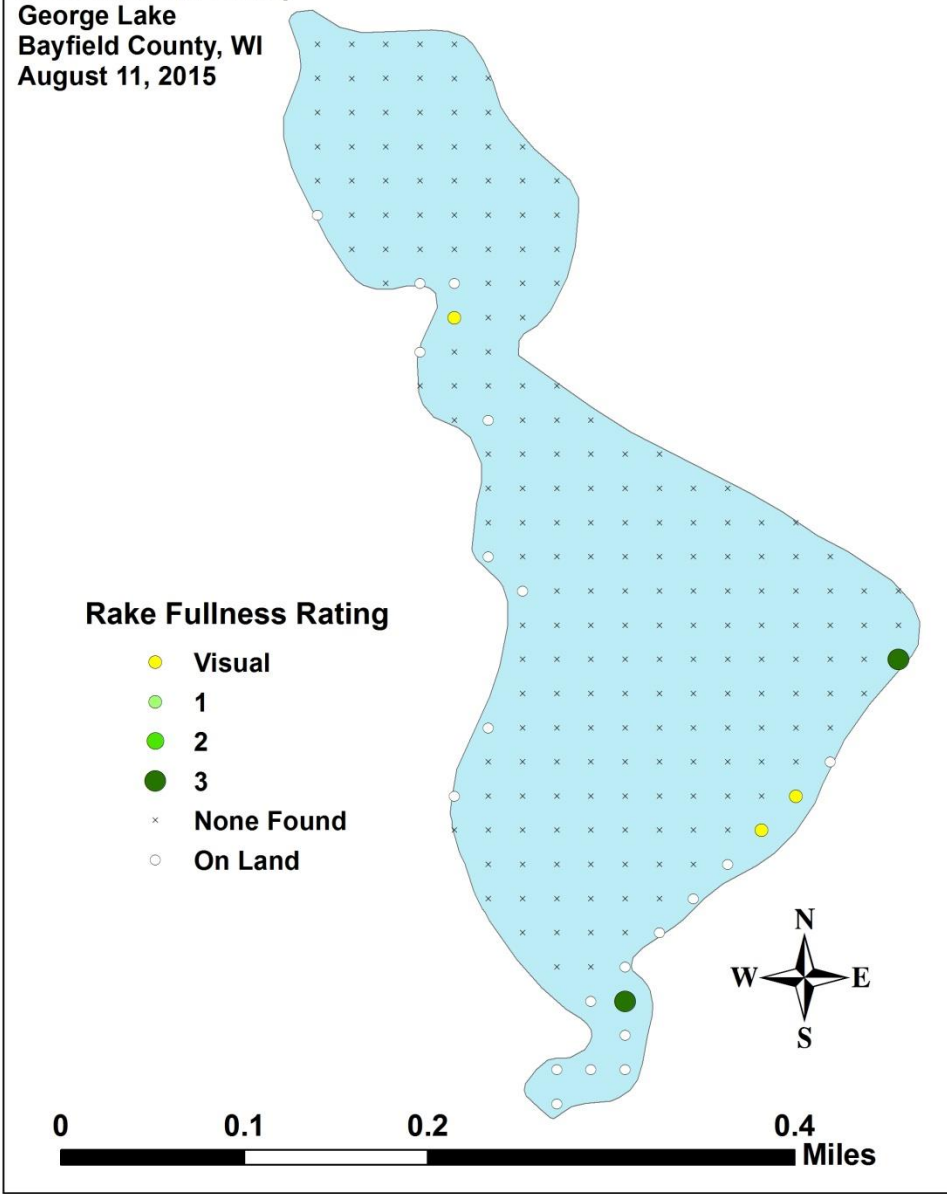 George Lake
Bayfield County, WI
August 11, 2015
Rake Fullness Rating
Visual
1
2
3
None Found
On Land
N
W E
S
0 0.1 0.2 0.4
Miles